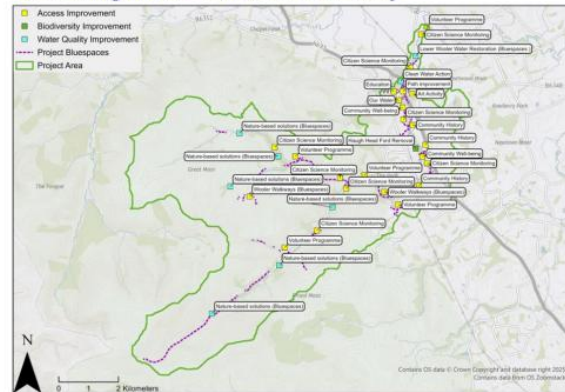 Access Improvement
Biodiversity Improvement
Water Quality Improvement
Project Bluespaces
Project Area
Volunteer Programme
Citizen Science Monitoring
Lower Wooler Water Restoration (Bluespaces)
Citizen Science Monitoring
Clean Water Action
Education
Path Improvement
Art Activity
Our Water
Community Well-being
Citizen Science Monitoring
Community History
Nature-based solutions (Bluespaces)
Haugh Head Ford Removal
Citizen Science Monitoring
Community History
Volunteer Programme
Nature-based solutions (Bluespaces)
Community Well-being
Citizen Science Monitoring
Volunteer Programme
Citizen Science Monitoring
Nature-based solutions (Bluespaces)
Citizen Science Monitoring
Community History
Wooler Walkways (Bluespaces)
Wooler Walkways (Bluespaces)
Nature-based solutions (Bluespaces)
Volunteer Programme
Citizen Science Monitoring
Volunteer Programme
Nature-based solutions (Bluespaces)
Nature-based solutions (Bluespaces)
N
0 1 2 Kilometers
Contains OS data © Crown Copyright and database right 2025
Contains data from OS Zoomstack